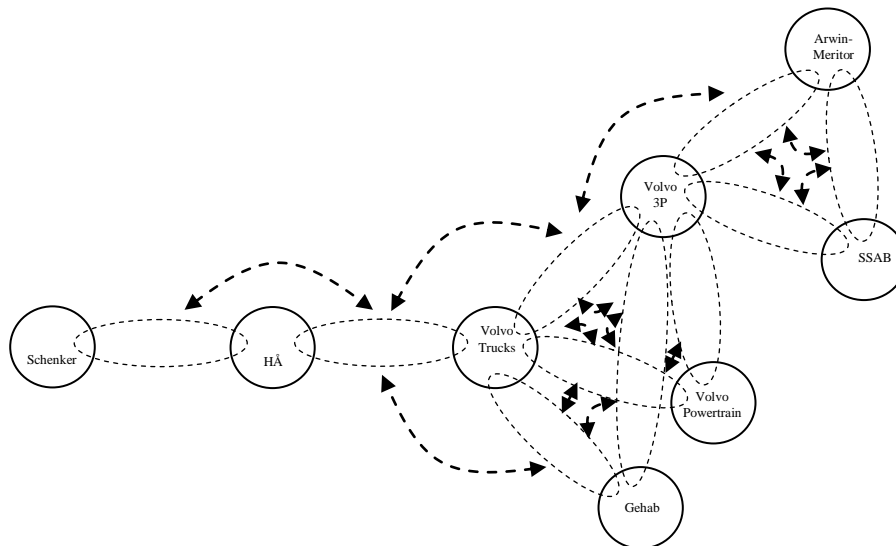 Arwin-
Meritor
Volvo
3P
SSAB
Volvo
Trucks
Schenker
HÅ
Volvo
Powertrain
Gehab